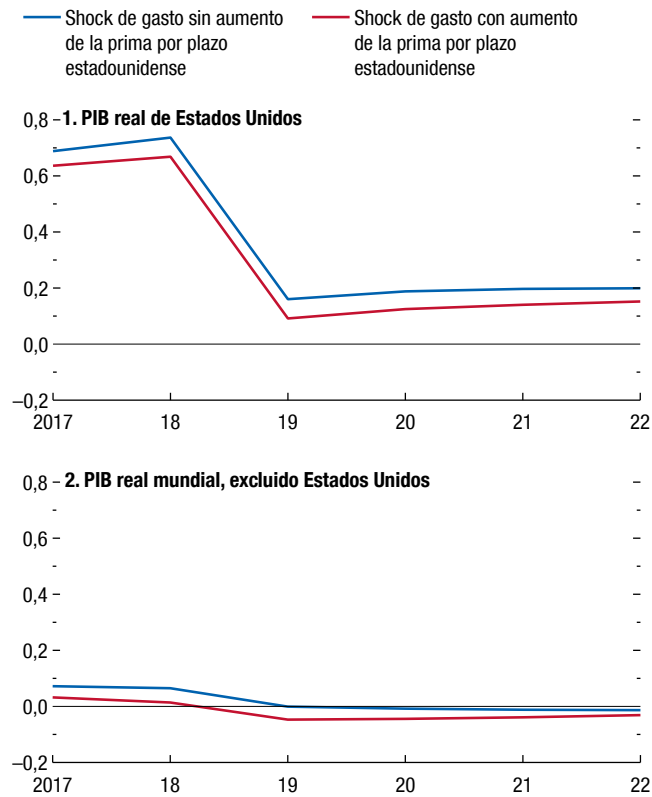 Shock de gasto sin aumento
de la prima por plazo
estadounidense
Shock de gasto con aumento
de la prima por plazo
estadounidense
1. PIB real de Estados Unidos
0,8
0,6
0,4
0,2
0,0
–0,2
2017 18 19 20 21 22
2. PIB real mundial, excluido Estados Unidos
0,8
0,6
0,4
0,2
0,0
–0,2
2017 18 19 20 21 22